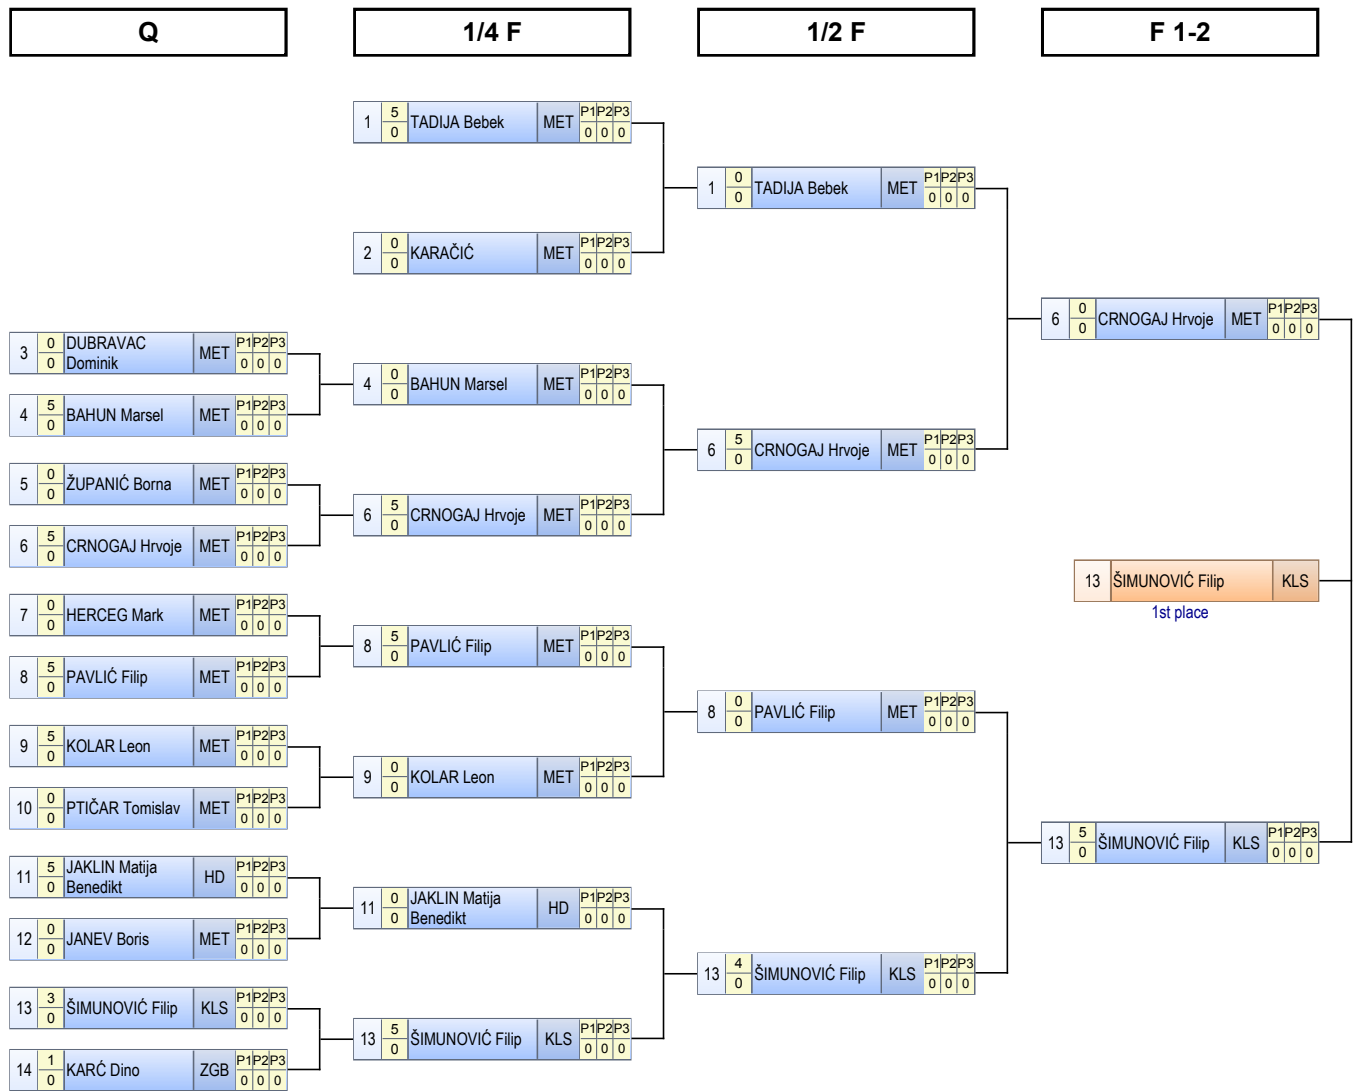 Q
1/4 F
1/2 F
F 1-2
1 5 0 TADIJA Bebek MET P1 P2 P3 0 0 0
2 0 0 KARAČIĆ MET P1 P2 P3 0 0 0
1 0 0 TADIJA Bebek MET P1 P2 P3 0 0 0
3 0 0 DUBRAVAC
Dominik MET P1 P2 P3 0 0 0
4 5 0 BAHUN Marsel MET P1 P2 P3 0 0 0
4 0 0 BAHUN Marsel MET P1 P2 P3 0 0 0
5 0 0 ŽUPANIĆ Borna MET P1 P2 P3 0 0 0
6 5 0 CRNOGAJ Hrvoje MET P1 P2 P3 0 0 0
6 5 0 CRNOGAJ Hrvoje MET P1 P2 P3 0 0 0
6 5 0 CRNOGAJ Hrvoje MET P1 P2 P3 0 0 0
6 0 0 CRNOGAJ Hrvoje MET P1 P2 P3 0 0 0
7 0 0 HERCEG Mark MET P1 P2 P3 0 0 0
8 5 0 PAVLIĆ Filip MET P1 P2 P3 0 0 0
8 5 0 PAVLIĆ Filip MET P1 P2 P3 0 0 0
9 5 0 KOLAR Leon MET P1 P2 P3 0 0 0
10 0 0 PTIČAR Tomislav MET P1 P2 P3 0 0 0
9 0 0 KOLAR Leon MET P1 P2 P3 0 0 0
8 0 0 PAVLIĆ Filip MET P1 P2 P3 0 0 0
11 5 0 JAKLIN Matija
Benedikt HD P1 P2 P3 0 0 0
12 0 0 JANEV Boris MET P1 P2 P3 0 0 0
11 0 0 JAKLIN Matija
Benedikt HD P1 P2 P3 0 0 0
13 3 0 ŠIMUNOVIĆ Filip KLS P1 P2 P3 0 0 0
14 1 0 KARĆ Dino ZGB P1 P2 P3 0 0 0
13 5 0 ŠIMUNOVIĆ Filip KLS P1 P2 P3 0 0 0
13 4 0 ŠIMUNOVIĆ Filip KLS P1 P2 P3 0 0 0
13 5 0 ŠIMUNOVIĆ Filip KLS P1 P2 P3 0 0 0
13 ŠIMUNOVIĆ Filip KLS
1st place